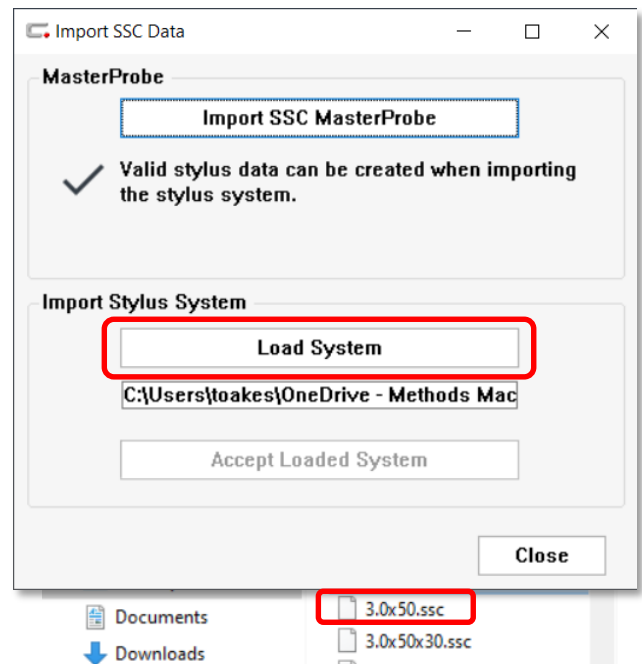 Import SSC Data
MasterProbe
Import SSC MasterProbe
Valid stylus data can be created when importing
the stylus system.
Import Stylus System
Load System
C:\Users\toakes\OneDrive - Methods Mac
Accept Loaded System
Close
Documents
3.0x50.ssc
3.0x50x30.ssc
Downloads